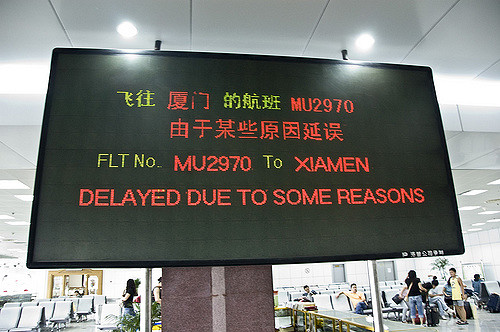 飞往 厦门 的航班 MU2970
由于某些原因延误
FLT No. MU2970 To XIAMEN
DELAYED DUE TO SOME REASONS